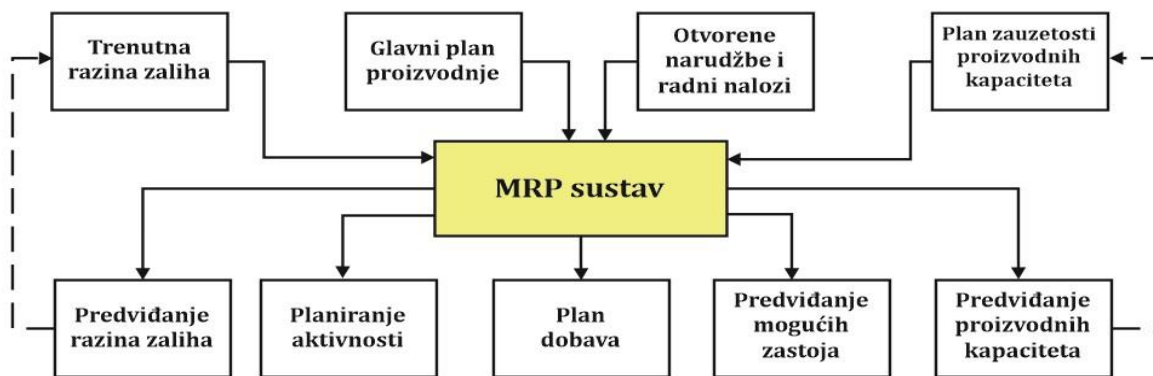 Trenutna
razina zaliha
Glavni plan
proizvodnje
Otvorene
narudžbe i
radni nalozi
Plan zauzetosti
proizvodnih
kapaciteta
MRP sustav
Predviđanje
razina zaliha
Planiranje
aktivnosti
Plan
dobava
Predviđanje
mogućih
zastoja
Predviđanje
proizvodnih
kapaciteta